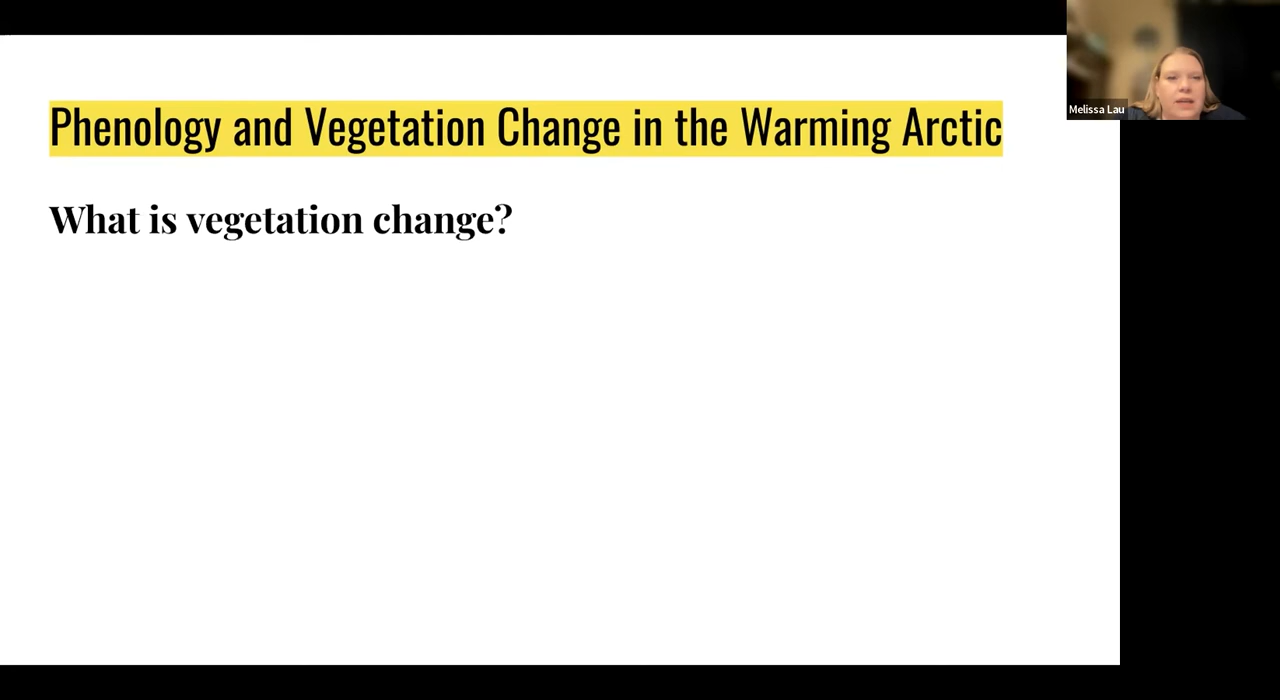 Phenology and Vegetation Change in the Warming Arctic
Melissa Lau
What is vegetation change?